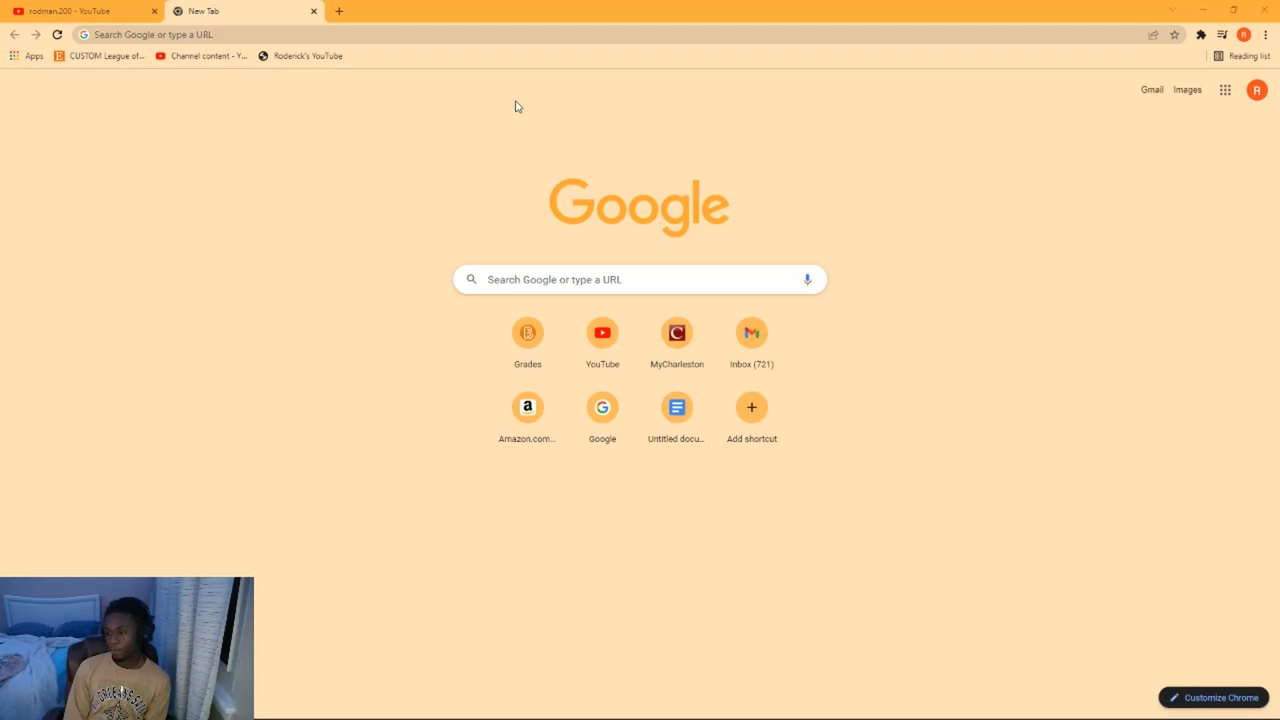 rodman.200 - YouTube
New Tab
Search Google or type a URL
R
Apps
CUSTOM League of...
Channel content - Y...
Roderick's YouTube
Reading list
Gmail
Images
R
Google
Search Google or type a URL
Grades
YouTube
MyCharleston
Inbox (721)
Amazon.com...
Google
Untitled docu...
Add shortcut
Customize Chrome